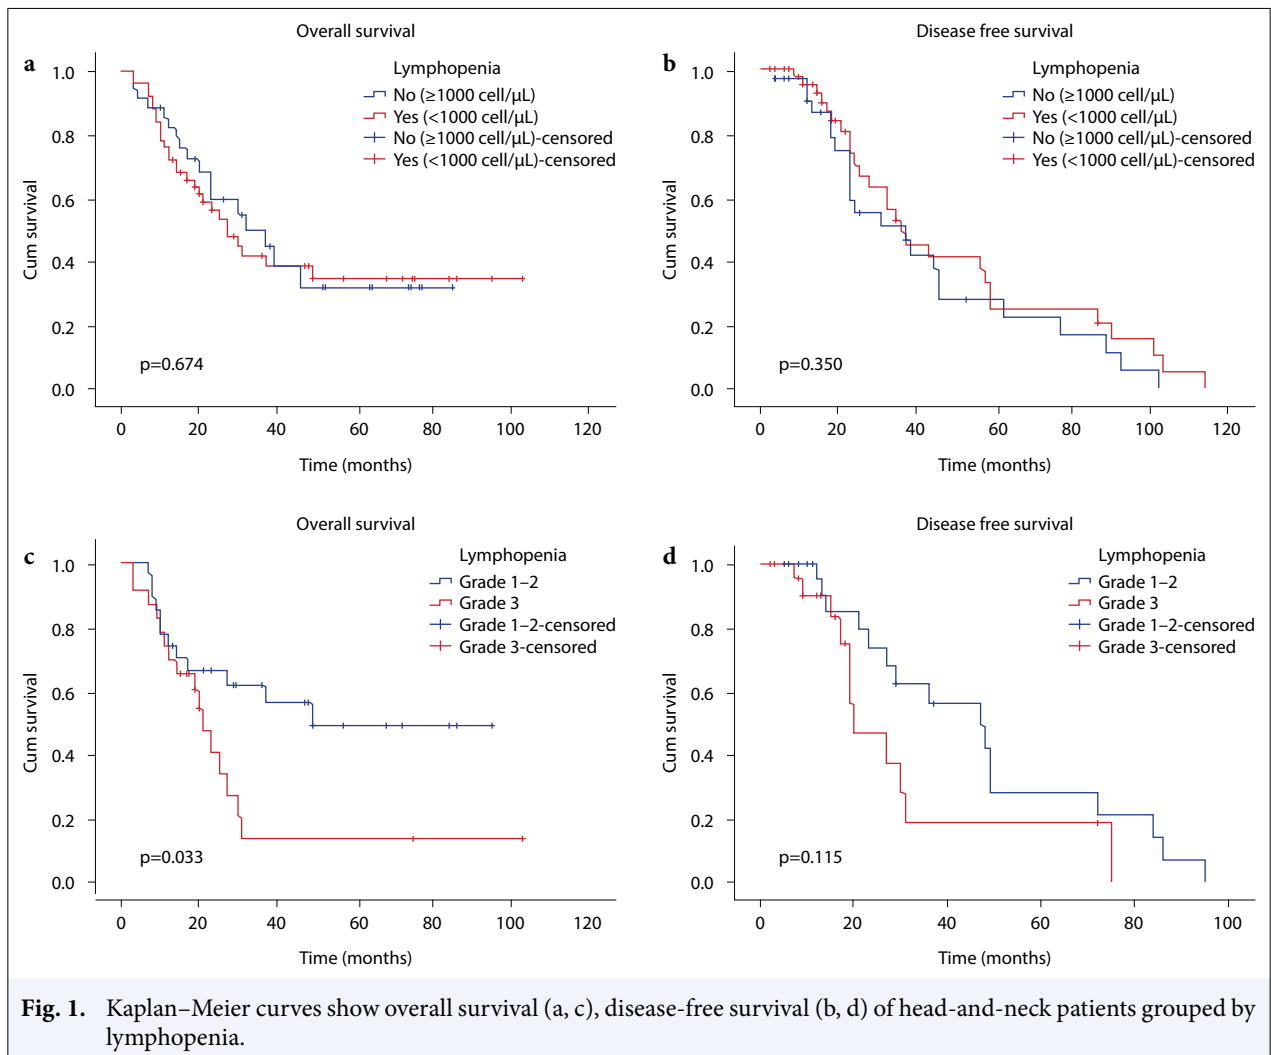 Overall survival
a
Lymphopenia
No (≥1000 cell/μL)
Yes (<1000 cell/μL)
No (≥1000 cell/μL)-censored
Yes (<1000 cell/μL)-censored
Cum survival
1.0
0.8
0.6
0.4
0.2
0.0
p=0.674
0 20 40 60 80 100 120
Time (months)
Disease free survival
b
Lymphopenia
No (≥1000 cell/μL)
Yes (<1000 cell/μL)
No (≥1000 cell/μL)-censored
Yes (<1000 cell/μL)-censored
Cum survival
1.0
0.8
0.6
0.4
0.2
0.0
p=0.350
0 20 40 60 80 100 120
Time (months)
Overall survival
c
Lymphopenia
Grade 1–2
Grade 3
Grade 1–2-censored
Grade 3-censored
Cum survival
1.0
0.8
0.6
0.4
0.2
0.0
p=0.033
0 20 40 60 80 100 120
Time (months)
Disease free survival
d
Lymphopenia
Grade 1–2
Grade 3
Grade 1–2-censored
Grade 3-censored
Cum survival
1.0
0.8
0.6
0.4
0.2
0.0
p=0.115
0 20 40 60 80 100
Time (months)
Fig. 1. Kaplan–Meier curves show overall survival (a, c), disease-free survival (b, d) of head-and-neck patients grouped by
lymphopenia.